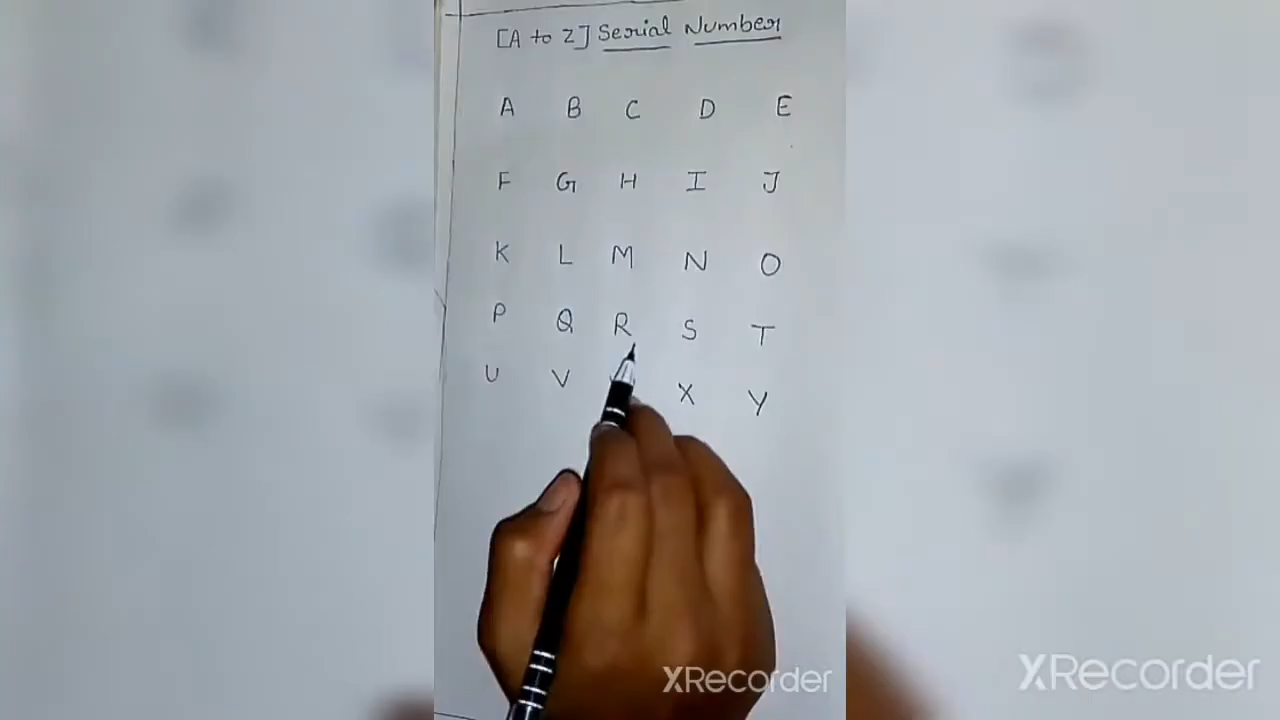 [A to Z] Serial Number
A B C D E
F G H I J
K L M N O
P Q R S T
U V X Y
XRecorder
XRecorder